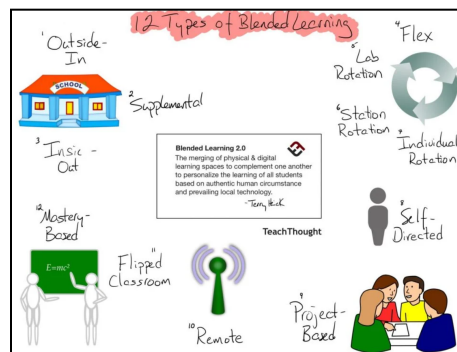 12 Types of Blended Learning
1 Outside-
In
SCHOOL
2 Supplemental
3 Insid-
Out
4 Flex
5 Lab
Rotation
6 Station
Rotation
7 Individual
Rotation
Blended Learning 2.0
The merging of physical & digital
learning spaces to complement one another
to personalize the learning of all students
based on authentic human circumstance
and prevailing local technology.
-Terry Heick
TeachThought
8 Self-
Directed
9 Project-
Based
10 Remote
11 Flipped
Classroom
12 Mastery-
Based
E=mc²